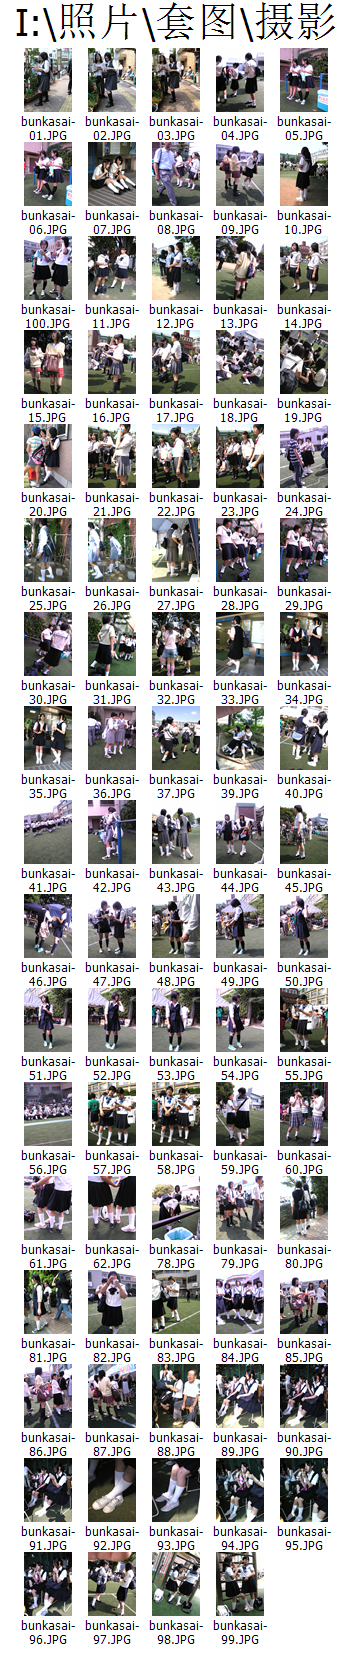 I:\照片\套图\摄影
bunkasai-01.JPG bunkasai-02.JPG bunkasai-03.JPG bunkasai-04.JPG bunkasai-05.JPG
bunkasai-06.JPG bunkasai-07.JPG bunkasai-08.JPG bunkasai-09.JPG bunkasai-10.JPG
bunkasai-100.JPG bunkasai-11.JPG bunkasai-12.JPG bunkasai-13.JPG bunkasai-14.JPG
bunkasai-15.JPG bunkasai-16.JPG bunkasai-17.JPG bunkasai-18.JPG bunkasai-19.JPG
bunkasai-20.JPG bunkasai-21.JPG bunkasai-22.JPG bunkasai-23.JPG bunkasai-24.JPG
bunkasai-25.JPG bunkasai-26.JPG bunkasai-27.JPG bunkasai-28.JPG bunkasai-29.JPG
bunkasai-30.JPG bunkasai-31.JPG bunkasai-32.JPG bunkasai-33.JPG bunkasai-34.JPG
bunkasai-35.JPG bunkasai-36.JPG bunkasai-37.JPG bunkasai-39.JPG bunkasai-40.JPG
bunkasai-41.JPG bunkasai-42.JPG bunkasai-43.JPG bunkasai-44.JPG bunkasai-45.JPG
bunkasai-46.JPG bunkasai-47.JPG bunkasai-48.JPG bunkasai-49.JPG bunkasai-50.JPG
bunkasai-51.JPG bunkasai-52.JPG bunkasai-53.JPG bunkasai-54.JPG bunkasai-55.JPG
bunkasai-56.JPG bunkasai-57.JPG bunkasai-58.JPG bunkasai-59.JPG bunkasai-60.JPG
bunkasai-61.JPG bunkasai-62.JPG bunkasai-78.JPG bunkasai-79.JPG bunkasai-80.JPG
bunkasai-81.JPG bunkasai-82.JPG bunkasai-83.JPG bunkasai-84.JPG bunkasai-85.JPG
bunkasai-86.JPG bunkasai-87.JPG bunkasai-88.JPG bunkasai-89.JPG bunkasai-90.JPG
bunkasai-91.JPG bunkasai-92.JPG bunkasai-93.JPG bunkasai-94.JPG bunkasai-95.JPG
bunkasai-96.JPG bunkasai-97.JPG bunkasai-98.JPG bunkasai-99.JPG